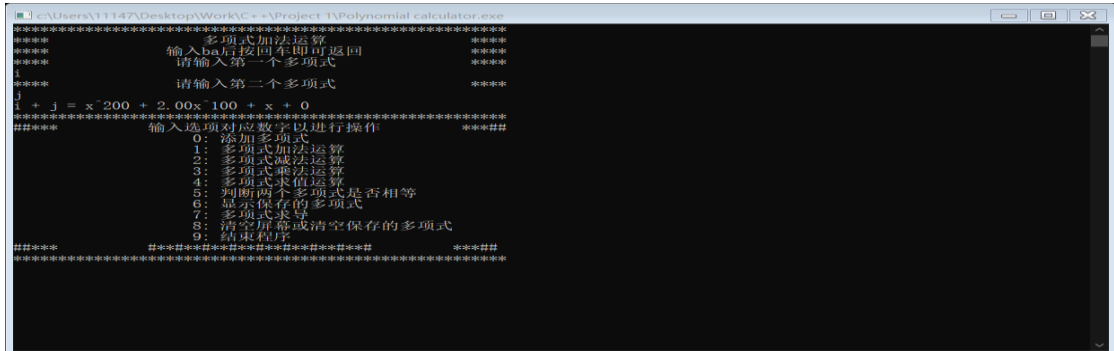 c:\Users\11147\Desktop\Work\C++\Project 1\Polynomial calculator.exe
****************************************************************
**** 多项式加法运算 ****
**** 输入ba后按回车即可返回 ****
**** 请输入第一个多项式 ****
i
**** 请输入第二个多项式 ****
j
i + j = x^200 + 2.00x^100 + x + 0
****************************************************************
##*** 输入选项对应数字以进行操作 ***##
0: 添加多项式
1: 多项式加法运算
2: 多项式减法运算
3: 多项式乘法运算
4: 多项式求值运算
5: 判断两个多项式是否相等
6: 显示保存的多项式
7: 多项式求导
8: 清空屏幕或清空保存的多项式
9: 结束程序
##*** #**#**#**#**#**#**#**#***# ***##
****************************************************************